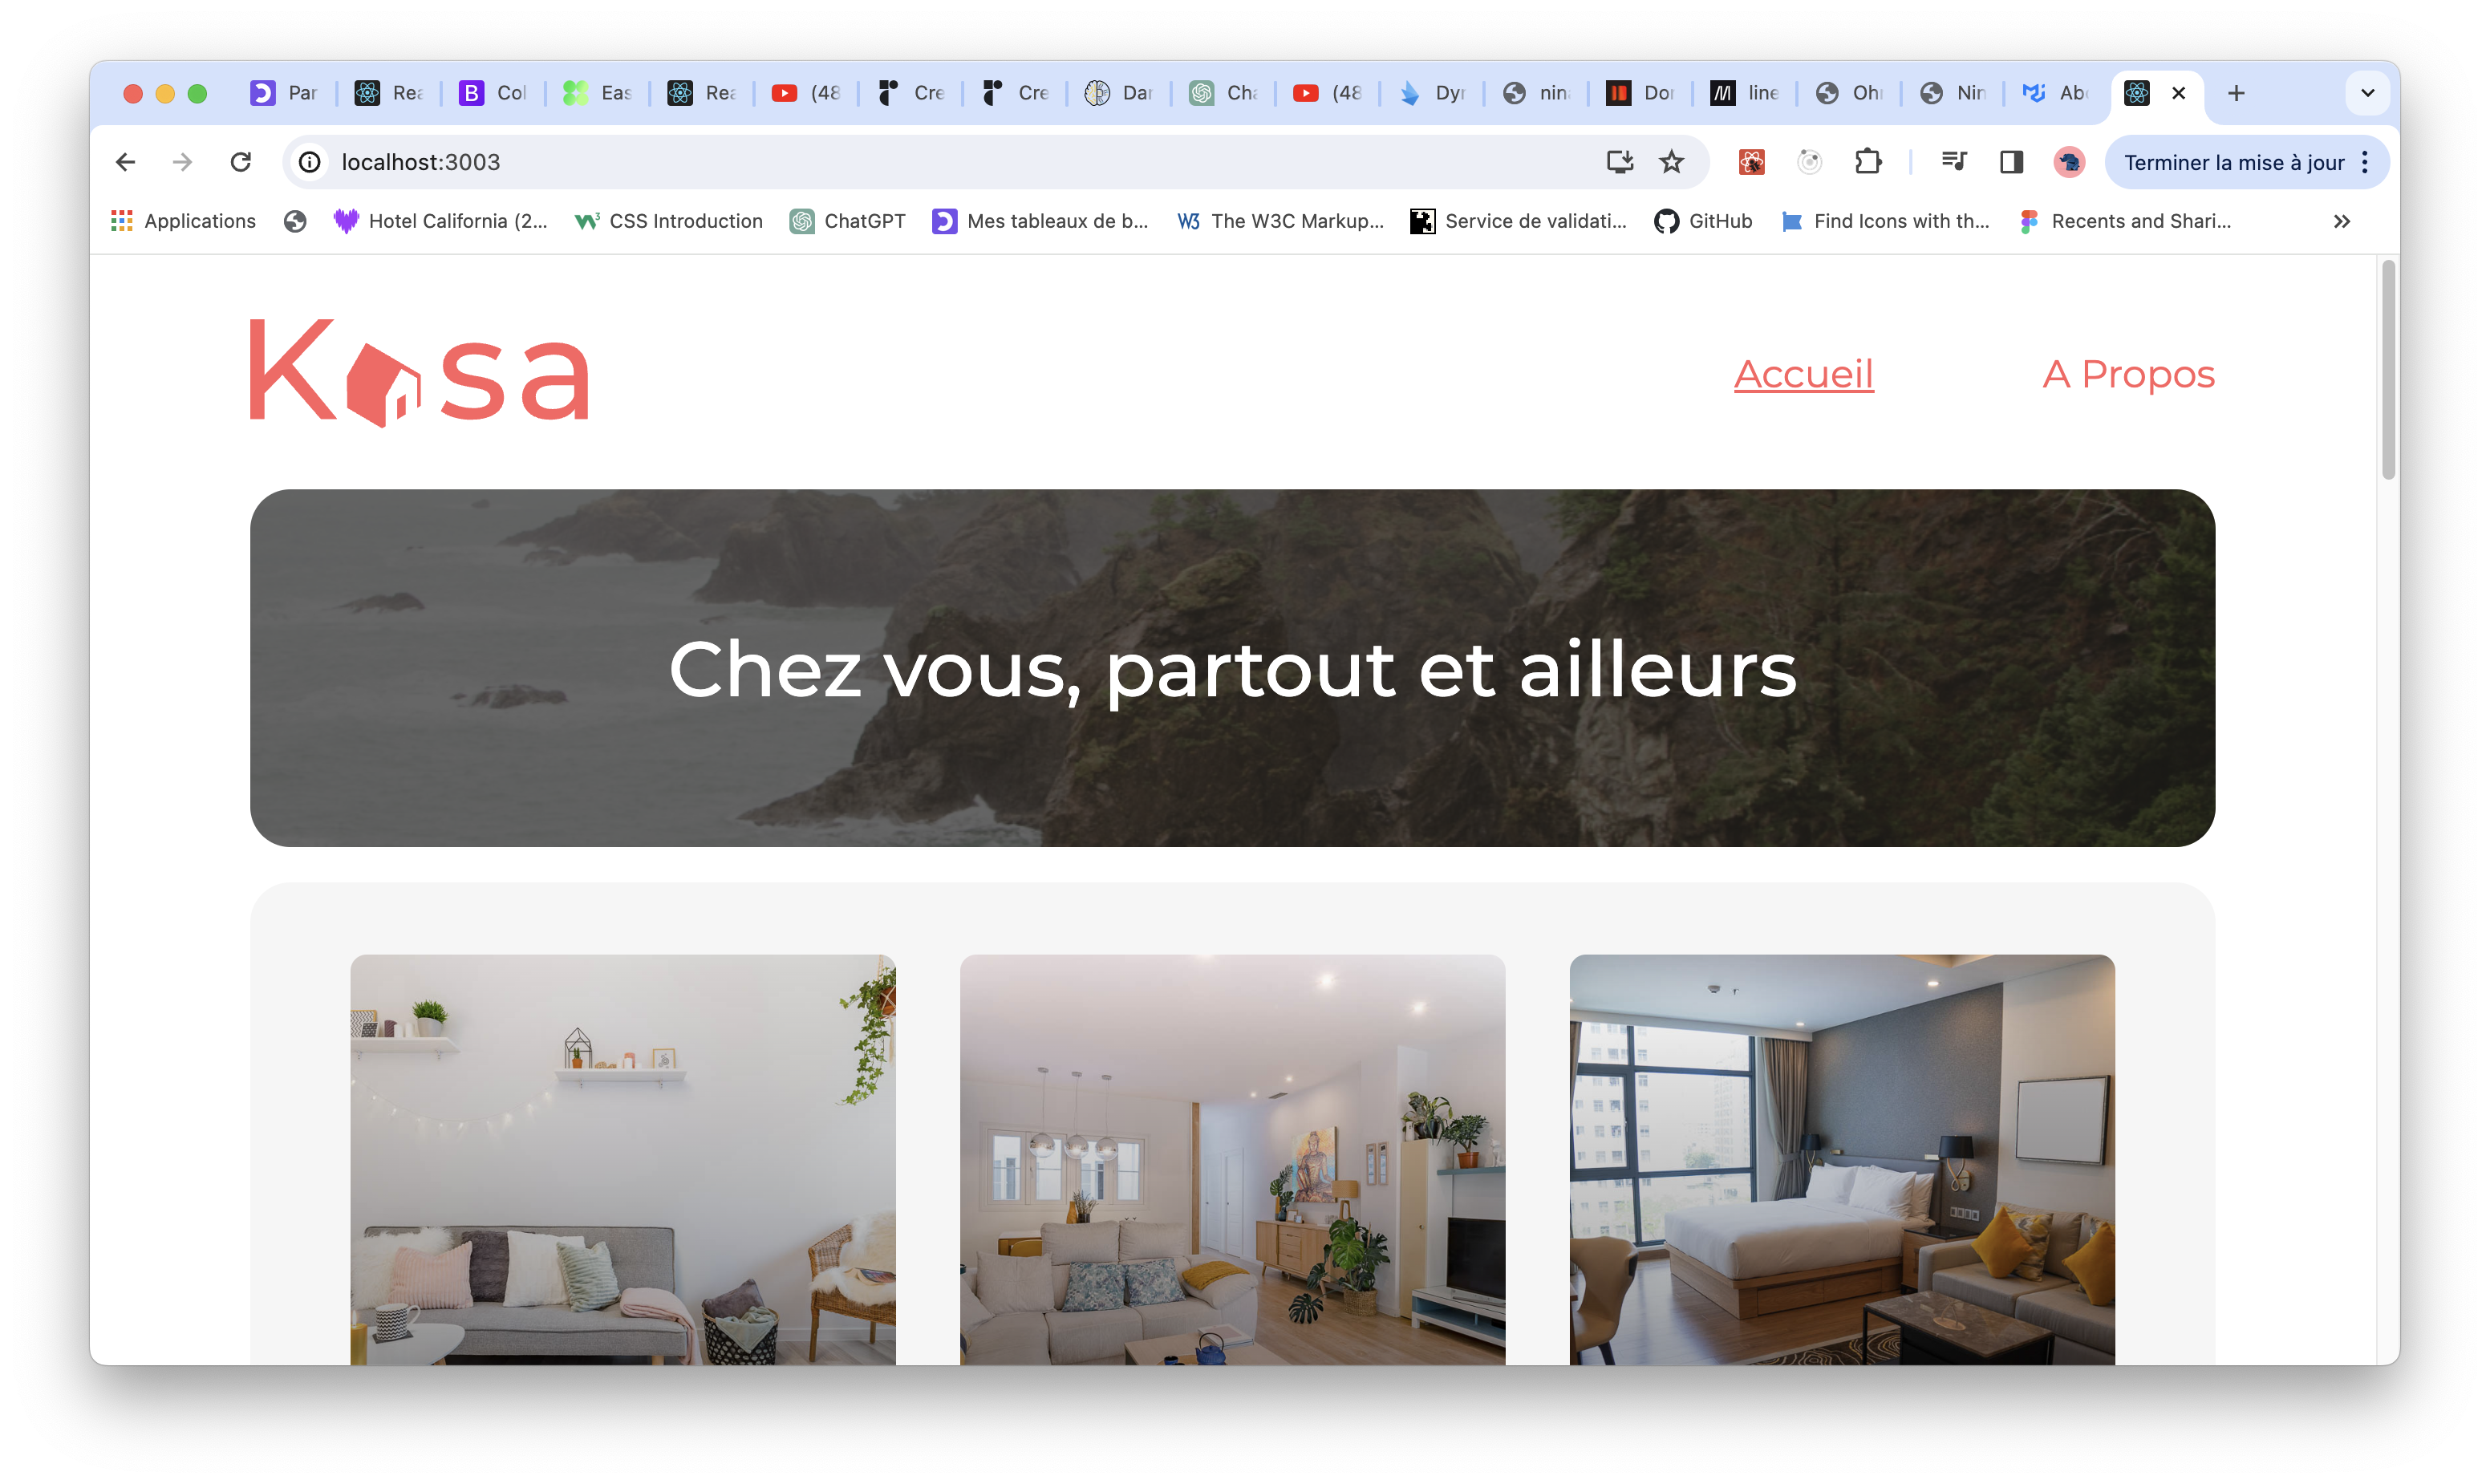 Par
Rea
Col
Eas
Rea
(48
Cre
Cre
Dar
Cha
(48
Dyr
nin
Dor
line
Oh
Nin
Abo
localhost:3003
Terminer la mise à jour
Applications
Hotel California (2...
CSS Introduction
ChatGPT
Mes tableaux de b...
The W3C Markup...
Service de validati...
GitHub
Find Icons with th...
Recents and Shari...
Kasa
Accueil
A Propos
Chez vous, partout et ailleurs